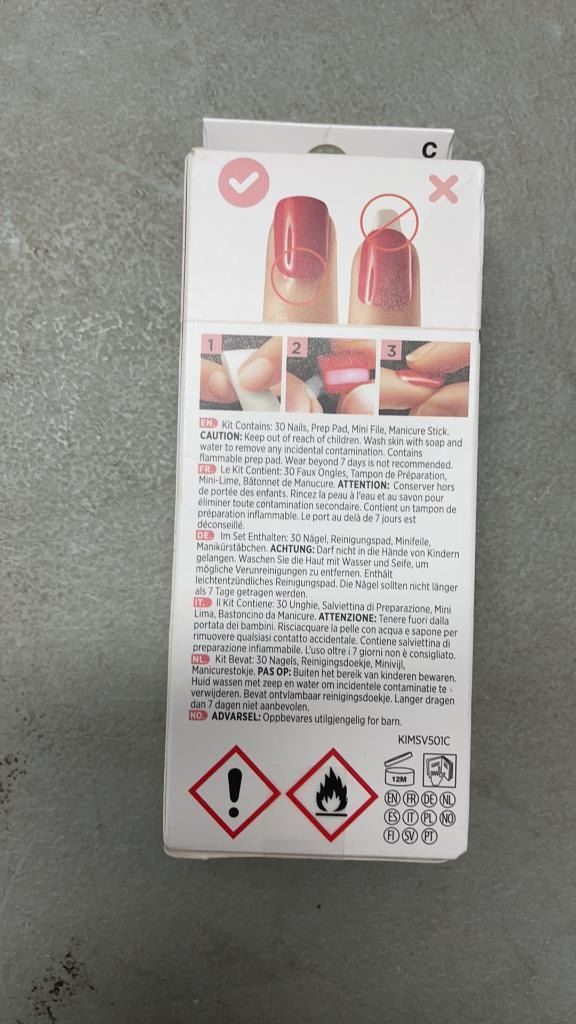 C
1 2 3
EN. Kit Contains: 30 Nails, Prep Pad, Mini File, Manicure Stick.
CAUTION: Keep out of reach of children. Wash skin with soap and
water to remove any incidental contamination. Contains
flammable prep pad. Wear beyond 7 days is not recommended.
FR. Le Kit Contient: 30 Faux Ongles, Tampon de Préparation,
Mini-Lime, Bâtonnet de Manucure. ATTENTION: Conserver hors
de portée des enfants. Rincez la peau à l'eau et au savon pour
éliminer toute contamination secondaire. Contient un tampon de
préparation inflammable. Le port au delà de 7 jours est
déconseillé.
DE. Im Set Enthalten: 30 Nägel, Reinigungspad, Minifeile,
Manikürstäbchen. ACHTUNG: Darf nicht in die Hände von Kindern
gelangen. Waschen Sie die Haut mit Wasser und Seife, um
mögliche Verunreinigungen zu entfernen. Enthält
leichtentzündliches Reinigungspad. Die Nägel sollten nicht länger
als 7 Tage getragen werden.
IT. Il Kit Contiene: 30 Unghie, Salviettina di Preparazione, Mini
Lima, Bastoncino da Manicure. ATTENZIONE: Tenere fuori dalla
portata dei bambini. Risciacquare la pelle con acqua e sapone per
rimuovere qualsiasi contatto accidentale. Contiene salviettina di
preparazione infiammabile. L'uso oltre i 7 giorni non è consigliato.
NL. Kit Bevat: 30 Nagels, Reinigingsdoekje, Minivijl,
Manicurestokje. PAS OP: Buiten het bereik van kinderen bewaren.
Huid wassen met zeep en water om incidentele contaminatie te
verwijderen. Bevat ontvlambaar reinigingsdoekje. Langer dragen
dan 7 dagen niet aanbevolen.
NO. ADVARSEL: Oppbevares utilgjengelig for barn.
KIMSV501C
12M
EN FR DE NL
ES IT PL NO
FI SV PT